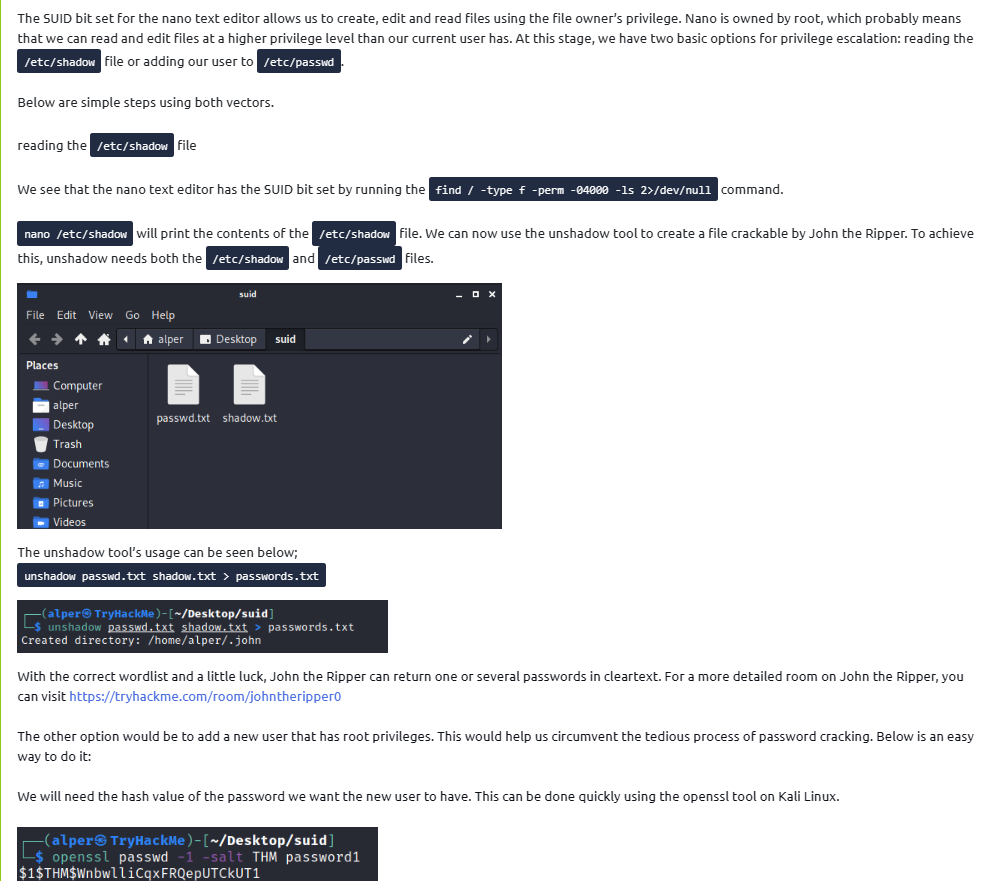 The SUID bit set for the nano text editor allows us to create, edit and read files using the file owner's privilege. Nano is owned by root, which probably means
that we can read and edit files at a higher privilege level than our current user has. At this stage, we have two basic options for privilege escalation: reading the
/etc/shadow file or adding our user to /etc/passwd.
Below are simple steps using both vectors.
reading the /etc/shadow file
We see that the nano text editor has the SUID bit set by running the find / -type f -perm -04000 -ls 2>/dev/null command.
nano /etc/shadow will print the contents of the /etc/shadow file. We can now use the unshadow tool to create a file crackable by John the Ripper. To achieve
this, unshadow needs both the /etc/shadow and /etc/passwd files.
suid
File Edit View Go Help
alper Desktop suid
Places
Computer
alper
Desktop
Trash
Documents
Music
Pictures
Videos
passwd.txt shadow.txt
The unshadow tool's usage can be seen below;
unshadow passwd.txt shadow.txt > passwords.txt
┌──(alper㉿TryHackMe)-[~/Desktop/suid]
└─$ unshadow passwd.txt shadow.txt > passwords.txt
Created directory: /home/alper/.john
With the correct wordlist and a little luck, John the Ripper can return one or several passwords in cleartext. For a more detailed room on John the Ripper, you
can visit https://tryhackme.com/room/johntheripper0
The other option would be to add a new user that has root privileges. This would help us circumvent the tedious process of password cracking. Below is an easy
way to do it:
We will need the hash value of the password we want the new user to have. This can be done quickly using the openssl tool on Kali Linux.
┌──(alper㉿TryHackMe)-[~/Desktop/suid]
└─$ openssl passwd -1 -salt THM password1
$1$THM$WnbwlliCqxFRQepUTCkUT1